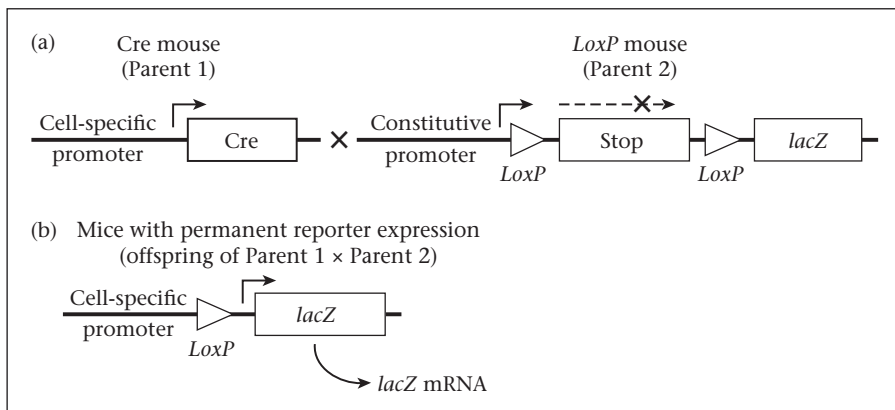 (a)
Cre mouse
(Parent 1)
LoxP mouse
(Parent 2)
Cell-specific
promoter
Cre
×
Constitutive
promoter
LoxP
Stop
LoxP
lacZ
(b) Mice with permanent reporter expression
(offspring of Parent 1 × Parent 2)
Cell-specific
promoter
LoxP
lacZ
lacZ mRNA